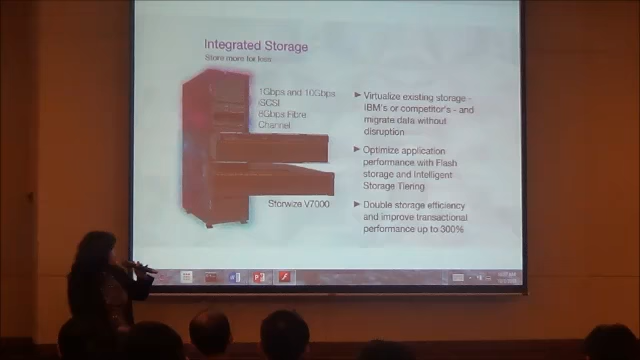 Integrated Storage
Store more for less
1Gbps and 10Gbps
iSCSI
8Gbps Fibre
Channel
Storwize V7000
► Virtualize existing storage -
IBM's or competitor's - and
migrate data without
disruption
► Optimize application
performance with Flash
storage and Intelligent
Storage Tiering
► Double storage efficiency
and improve transactional
performance up to 300%